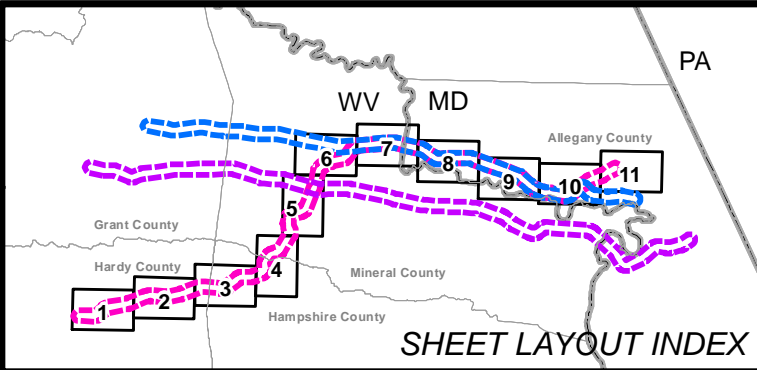 PA
WV MD
Allegany County
6
7
8
9
10
11
5
Grant County
4
Hardy County
Mineral County
3
2
1
Hampshire County
SHEET LAYOUT INDEX